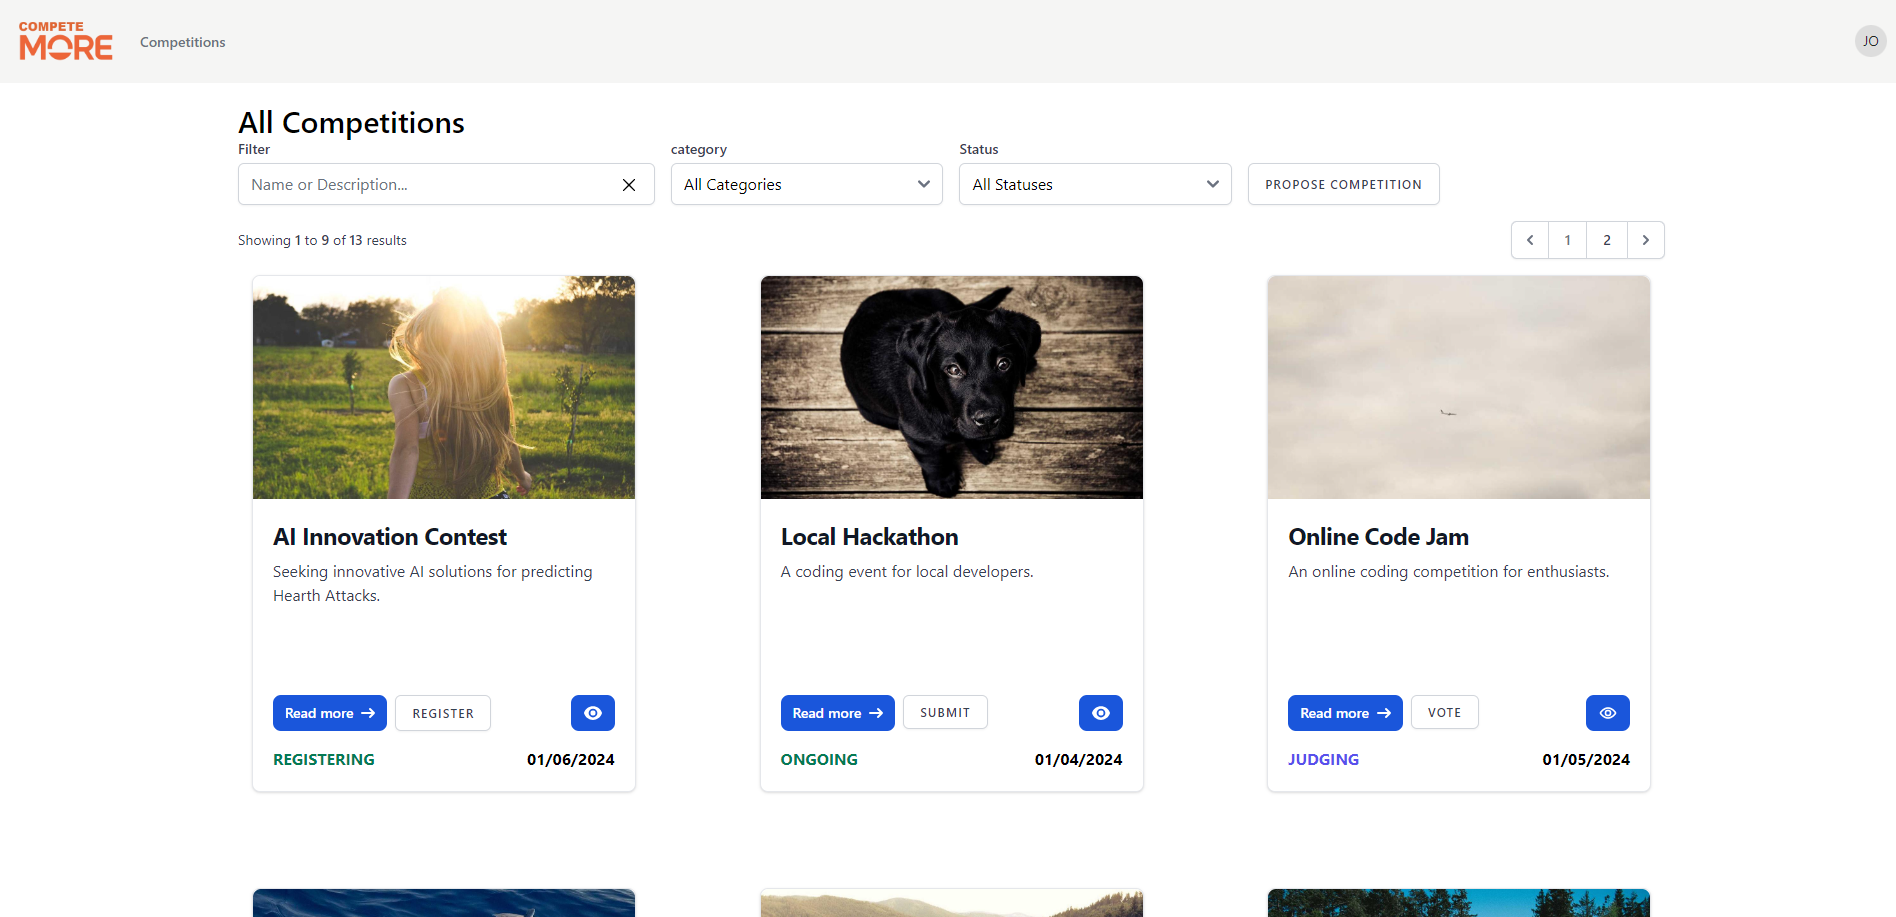 COMPETE
MORE
Competitions
JO
All Competitions
Filter
category
Status
Name or Description...
All Categories
All Statuses
PROPOSE COMPETITION
Showing 1 to 9 of 13 results
1
2
AI Innovation Contest
Seeking innovative AI solutions for predicting
Hearth Attacks.
Read more
REGISTER
REGISTERING
01/06/2024
Local Hackathon
A coding event for local developers.
Read more
SUBMIT
ONGOING
01/04/2024
Online Code Jam
An online coding competition for enthusiasts.
Read more
VOTE
JUDGING
01/05/2024